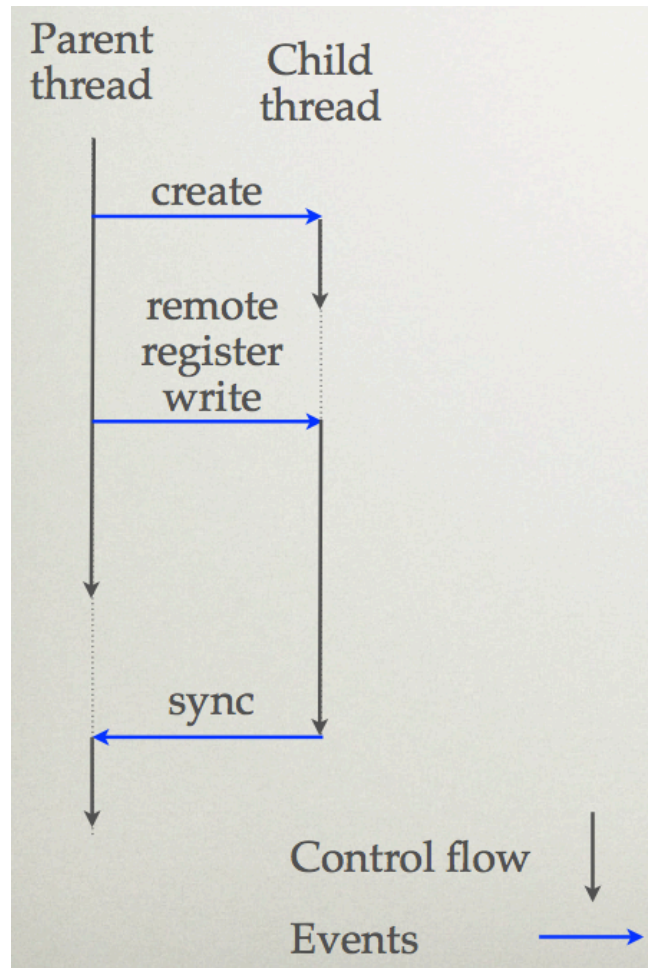 Parent
thread
Child
thread
create
remote
register
write
sync
Control flow
Events